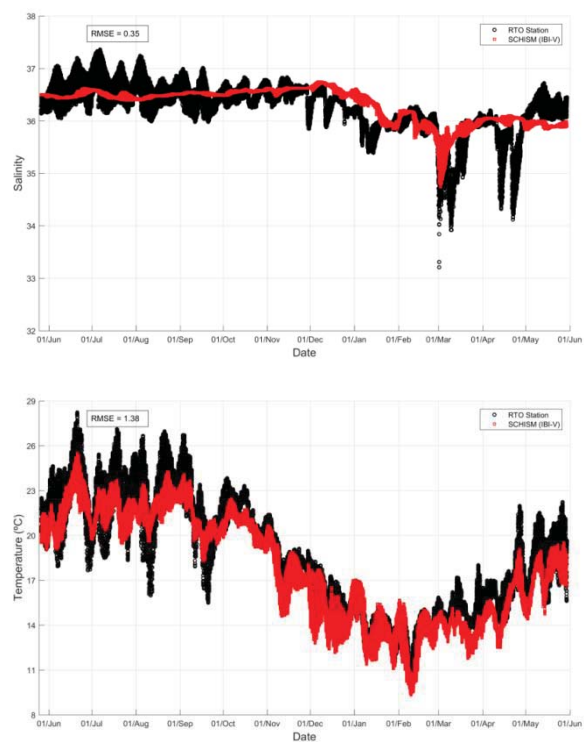 38
37
36
35
34
33
32
Salinity
RMSE = 0.35
RTO Station
SCHISM (IBI-V)
01/Jun 01/Jul 01/Aug 01/Sep 01/Oct 01/Nov 01/Dec 01/Jan 01/Feb 01/Mar 01/Apr 01/May 01/Jun
Date
29
26
23
20
17
14
11
8
Temperature (ºC)
RMSE = 1.38
RTO Station
SCHISM (IBI-V)
01/Jun 01/Jul 01/Aug 01/Sep 01/Oct 01/Nov 01/Dec 01/Jan 01/Feb 01/Mar 01/Apr 01/May 01/Jun
Date